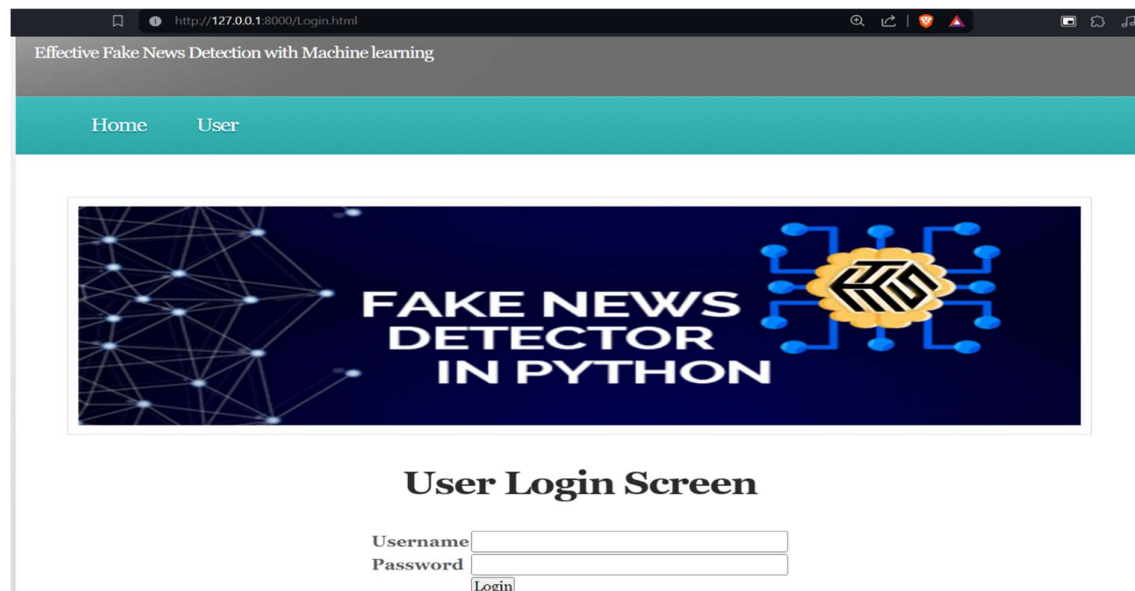 http://127.0.0.1:8000/Login.html
Effective Fake News Detection with Machine learning
Home User
FAKE NEWS
DETECTOR
IN PYTHON
User Login Screen
Username
Password
Login